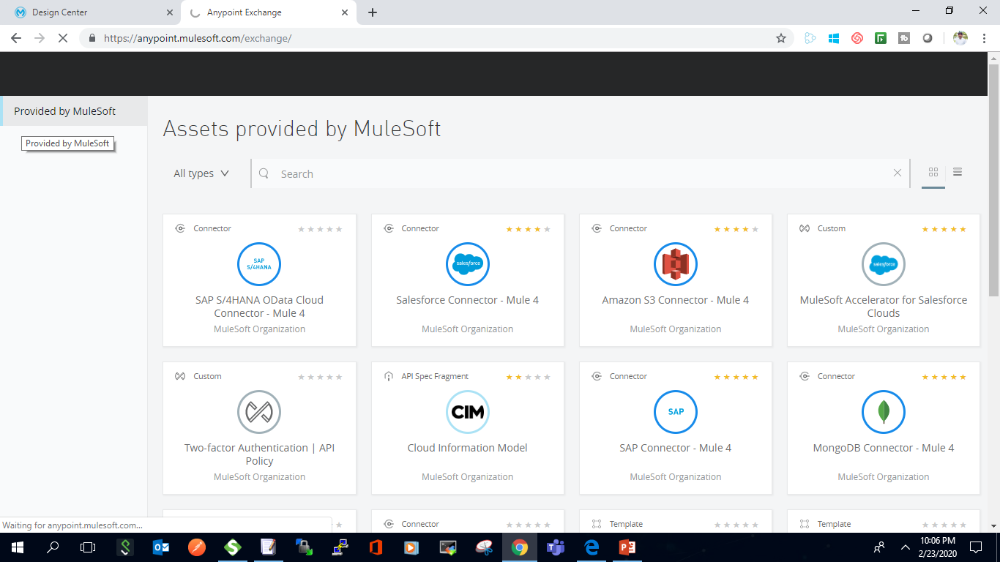 Design Center
Anypoint Exchange
https://anypoint.mulesoft.com/exchange/
Provided by MuleSoft
Provided by MuleSoft
Assets provided by MuleSoft
All types
Search
Connector
SAP
S/4HANA
SAP S/4HANA OData Cloud
Connector - Mule 4
MuleSoft Organization
Connector
salesforce
Salesforce Connector - Mule 4
MuleSoft Organization
Connector
Amazon S3 Connector - Mule 4
MuleSoft Organization
Custom
salesforce
MuleSoft Accelerator for Salesforce
Clouds
MuleSoft Organization
Custom
Two-factor Authentication | API
Policy
MuleSoft Organization
API Spec Fragment
CIM
Cloud Information Model
MuleSoft Organization
Connector
SAP
SAP Connector - Mule 4
MuleSoft Organization
Connector
MongoDB Connector - Mule 4
MuleSoft Organization
Connector
Template
Template
Waiting for anypoint.mulesoft.com...
10:06 PM
2/23/2020